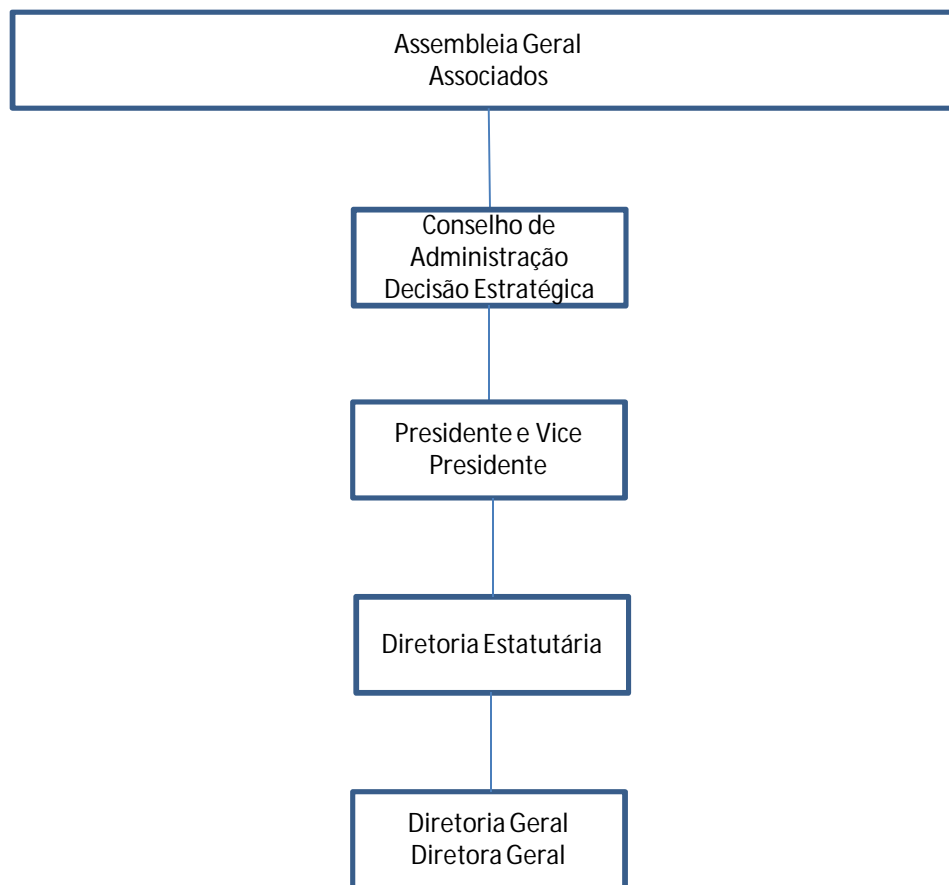 Assembleia Geral
Associados
Conselho de
Administração
Decisão Estratégica
Presidente e Vice
Presidente
Diretoria Estatutária
Diretoria Geral
Diretora Geral